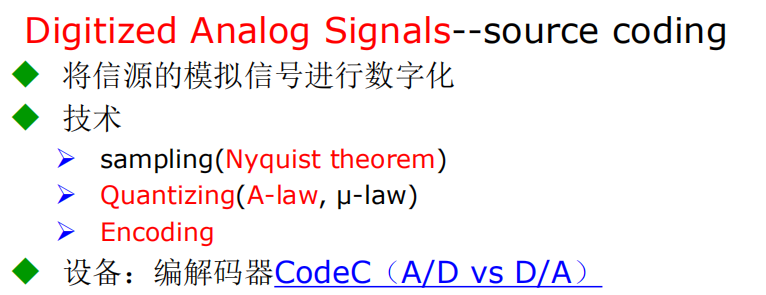 Digitized Analog Signals--source coding
将信源的模拟信号进行数字化
技术
sampling(Nyquist theorem)
Quantizing(A-law, μ-law)
Encoding
设备：编解码器CodeC（A/D vs D/A）